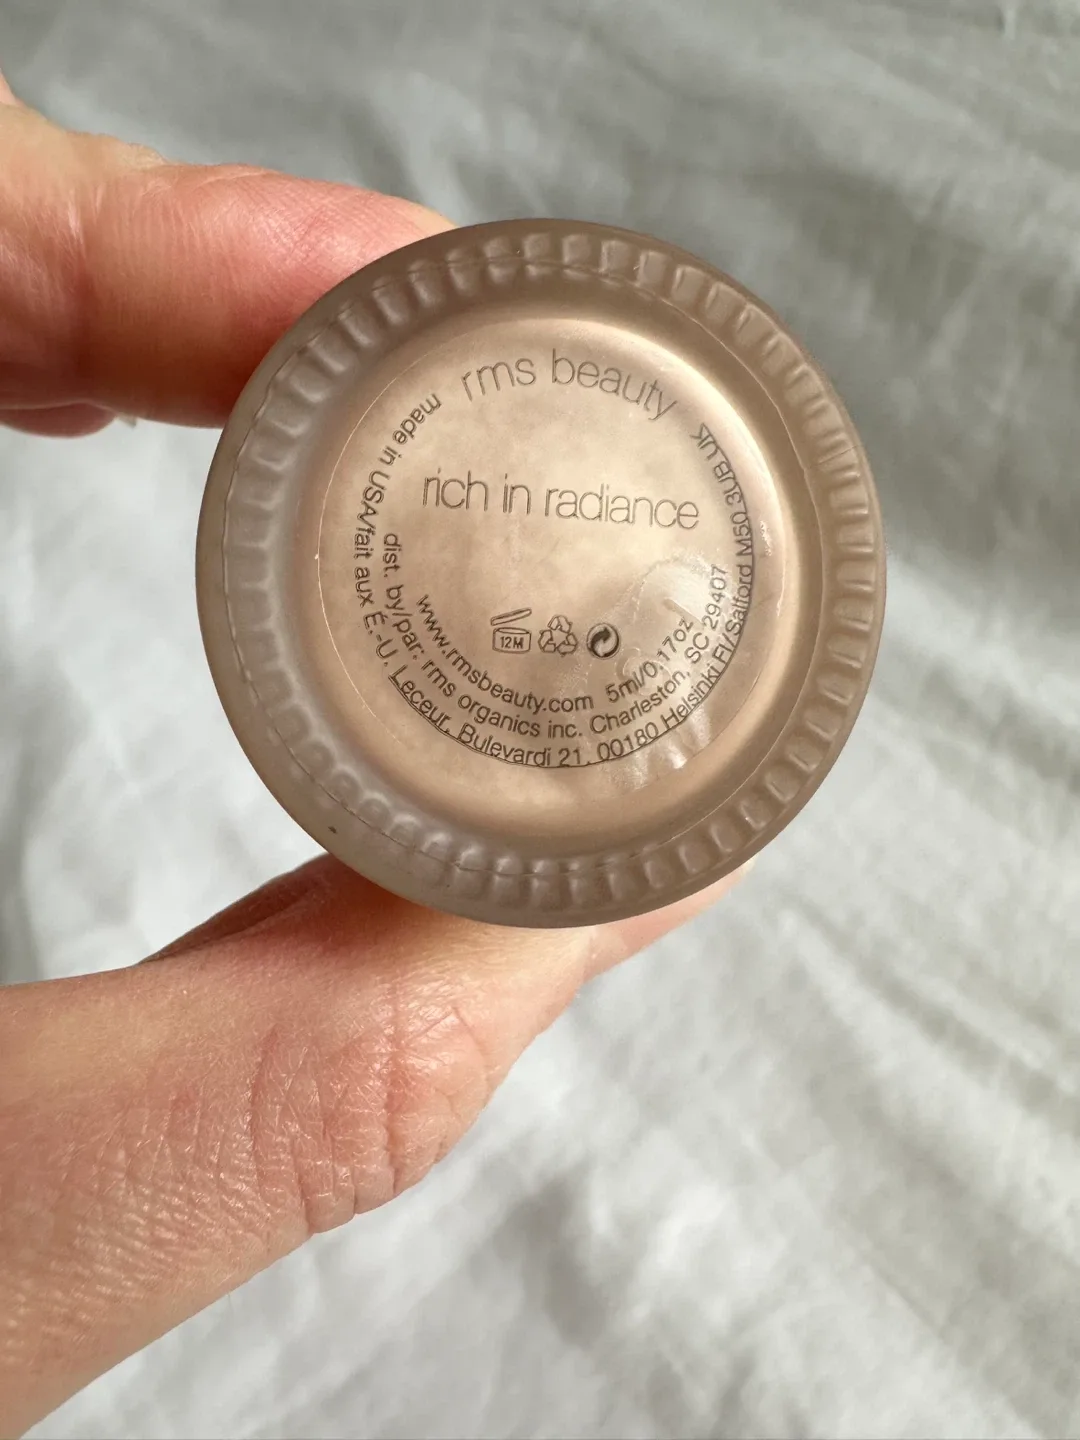 rms beauty
rich in radiance
12M
www.rmsbeauty.com 5ml/0.17oz
dist. by/par: rms organics inc. Charleston, SC 29407
made in USA/fait aux É.-U. Leceur, Bulevardi 21, 00180 Helsinki FI/Salford M50 3UB UK